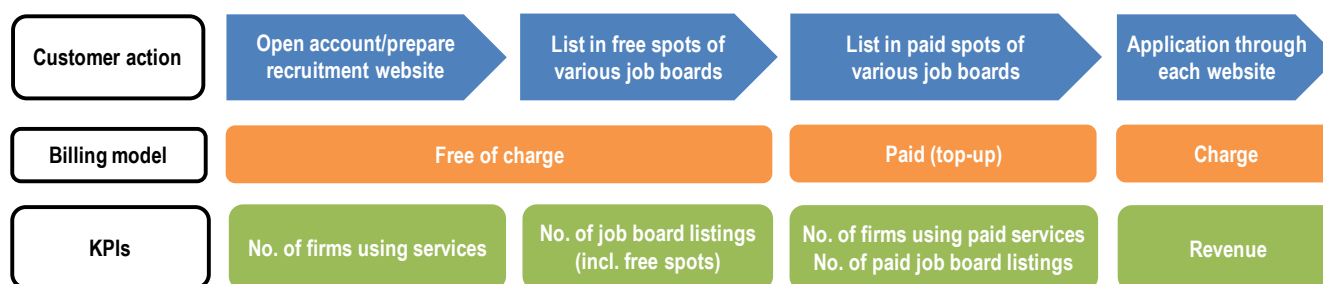 Customer action
Open account/prepare
recruitment website
List in free spots of
various job boards
List in paid spots of
various job boards
Application through
each website
Billing model
Free of charge
Paid (top-up)
Charge
KPIs
No. of firms using services
No. of job board listings
(incl. free spots)
No. of firms using paid services
No. of paid job board listings
Revenue